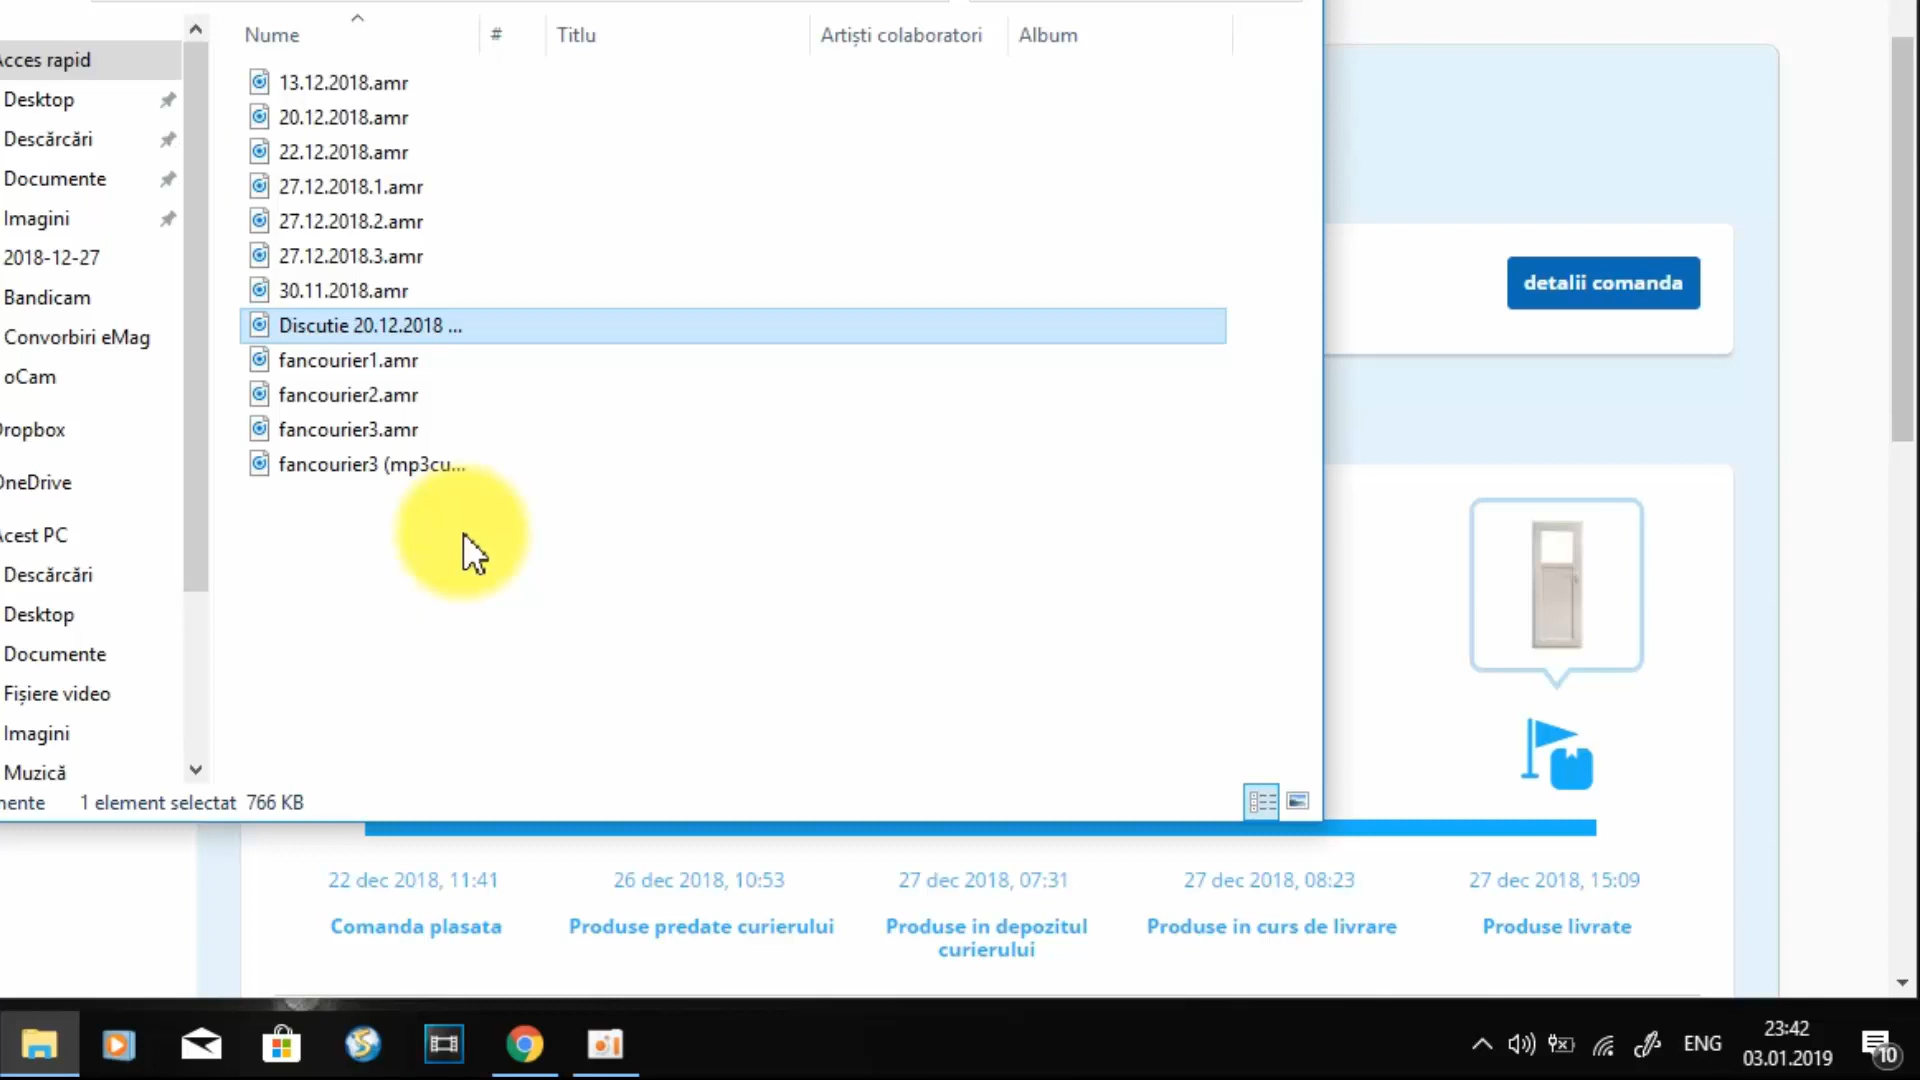 Nume
#
Titlu
Artiști colaboratori
Album
Acces rapid
Desktop
Descărcări
Documente
Imagini
2018-12-27
Bandicam
Convorbiri eMag
oCam
Dropbox
OneDrive
Acest PC
Descărcări
Desktop
Documente
Fișiere video
Imagini
Muzică
13.12.2018.amr
20.12.2018.amr
22.12.2018.amr
27.12.2018.1.amr
27.12.2018.2.amr
27.12.2018.3.amr
30.11.2018.amr
Discutie 20.12.2018 ...
fancourier1.amr
fancourier2.amr
fancourier3.amr
fancourier3 (mp3cu...
mente
1 element selectat 766 KB
detalii comanda
22 dec 2018, 11:41
Comanda plasata
26 dec 2018, 10:53
Produse predate curierului
27 dec 2018, 07:31
Produse in depozitul
curierului
27 dec 2018, 08:23
Produse in curs de livrare
27 dec 2018, 15:09
Produse livrate
ENG
23:42
03.01.2019
10